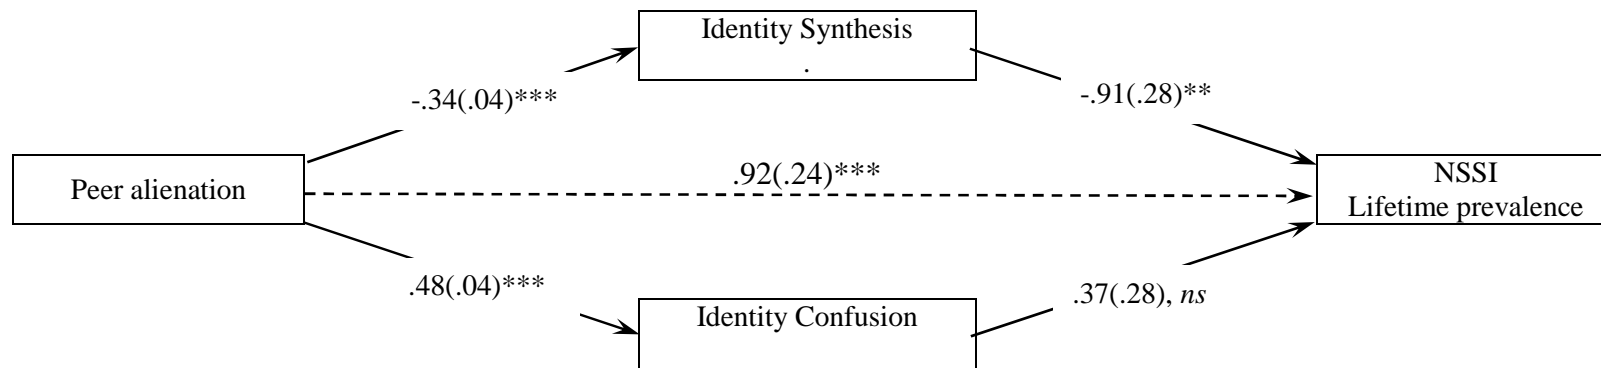 Identity Synthesis
.
-.34(.04)***
-.91(.28)**
Peer alienation
.92(.24)***
NSSI
Lifetime prevalence
.48(.04)***
.37(.28), ns
Identity Confusion